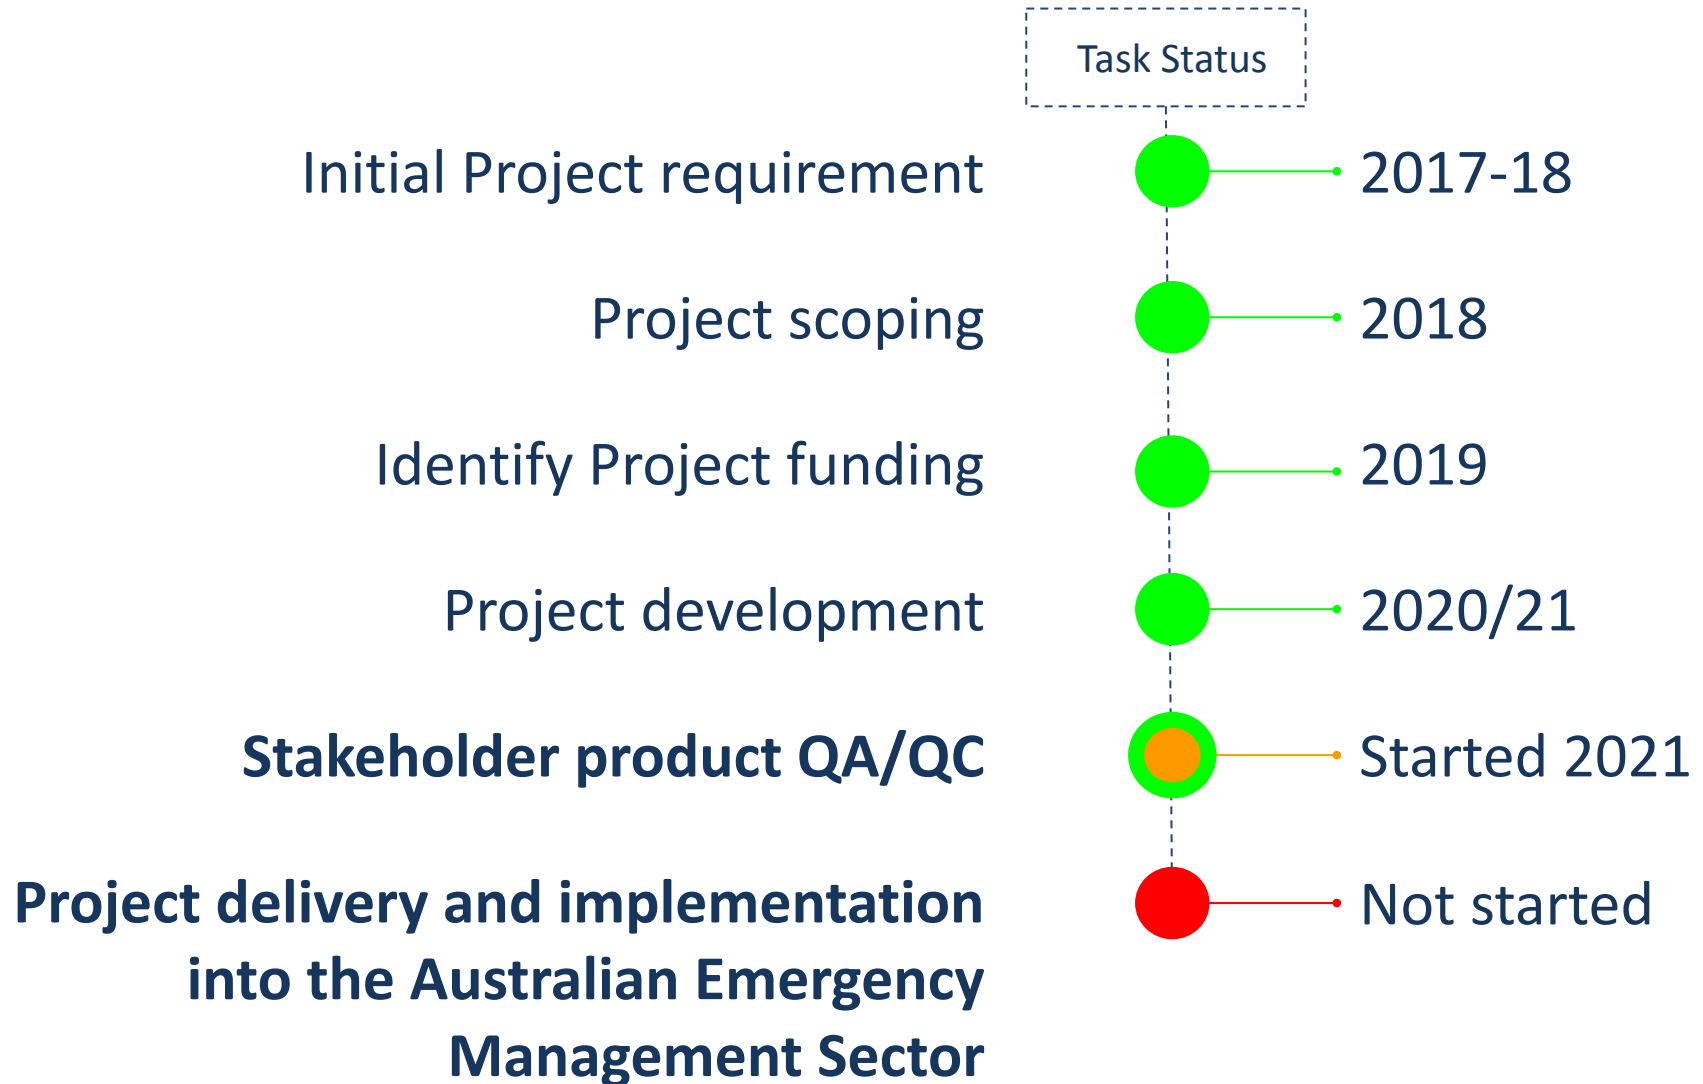 Task Status
Initial Project requirement
2017-18
Project scoping
2018
Identify Project funding
2019
Project development
2020/21
Stakeholder product QA/QC
Started 2021
Project delivery and implementation
into the Australian Emergency
Management Sector
Not started